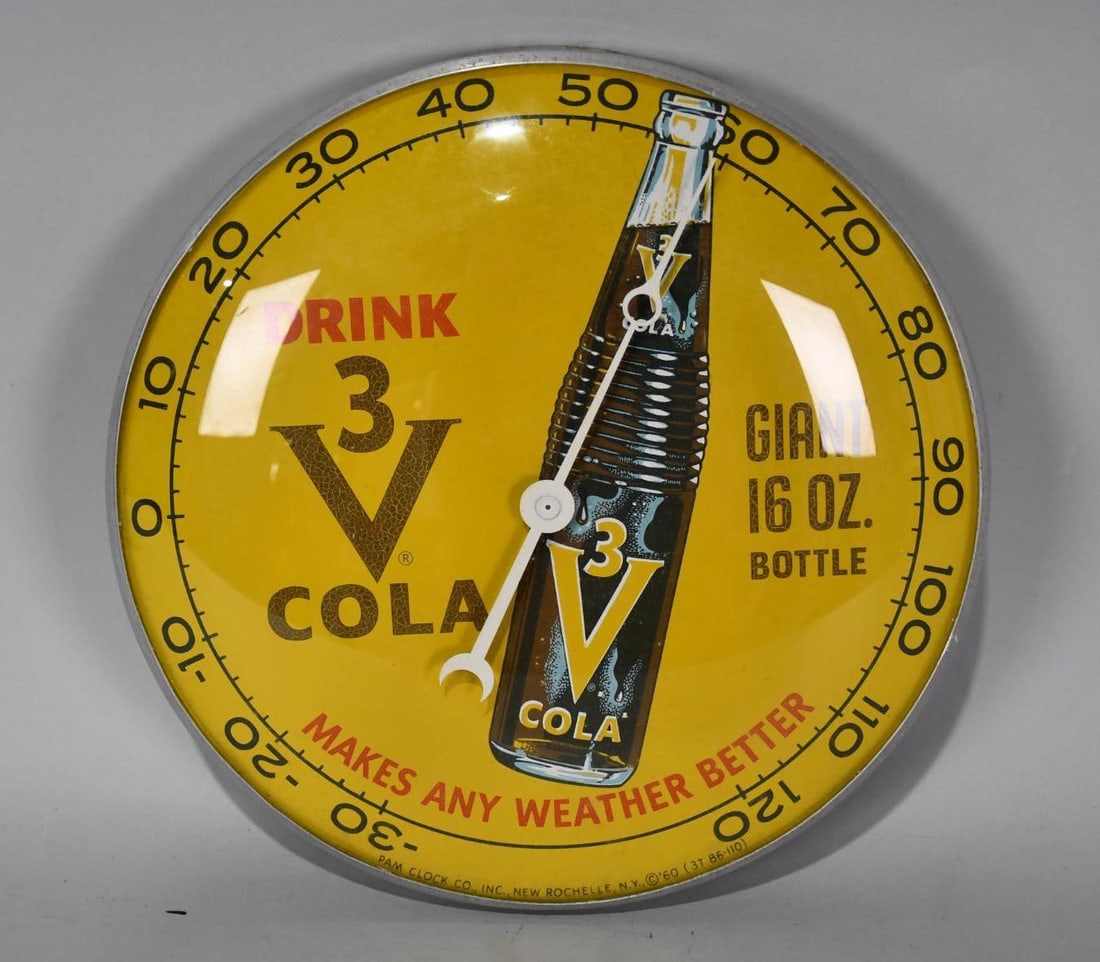 -30
-20
-10
0
10
20
30
40
50
60
70
80
90
100
110
120
DRINK
3
V®
COLA
3
V
COLA
3
V®
COLA
GIANT
16 OZ.
BOTTLE
MAKES ANY WEATHER BETTER
PAM CLOCK CO., INC., NEW ROCHELLE, N.Y. ©'60 (3T 86-110)